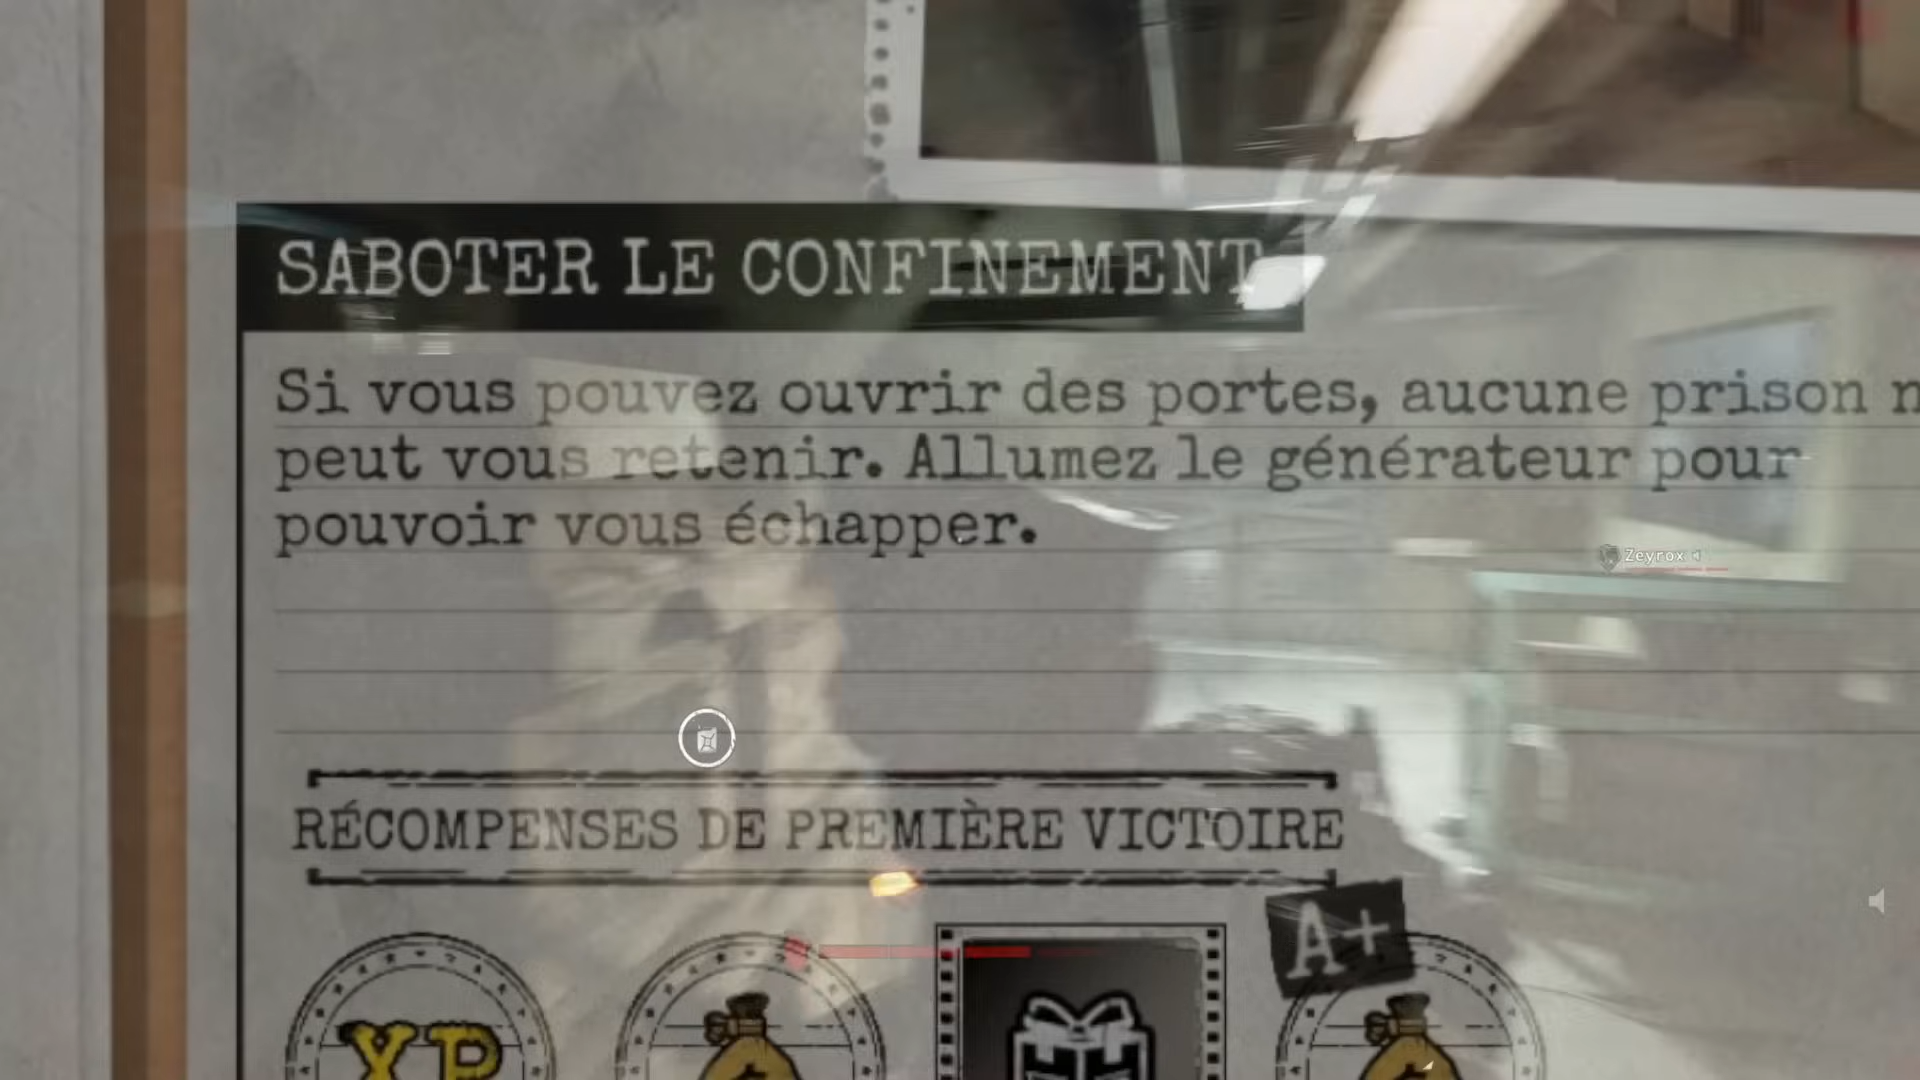 SABOTER LE CONFINEMENT
Si vous pouvez ouvrir des portes, aucune prison n
peut vous retenir. Allumez le générateur pour
pouvoir vous échapper.
Zeyrox
RÉCOMPENSES DE PREMIÈRE VICTOIRE
A+
XP